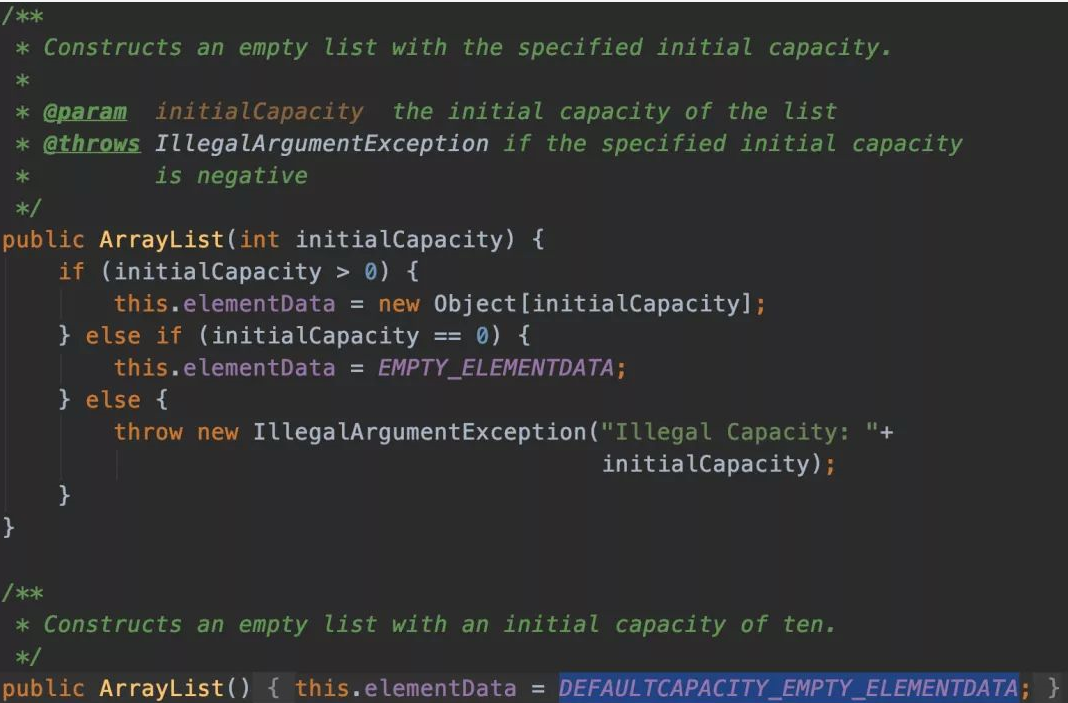 /**
 * Constructs an empty list with the specified initial capacity.
 *
 * @param  initialCapacity  the initial capacity of the list
 * @throws IllegalArgumentException if the specified initial capacity
 *         is negative
 */
public ArrayList(int initialCapacity) {
    if (initialCapacity > 0) {
        this.elementData = new Object[initialCapacity];
    } else if (initialCapacity == 0) {
        this.elementData = EMPTY_ELEMENTDATA;
    } else {
        throw new IllegalArgumentException("Illegal Capacity: "+
                                           initialCapacity);
    }
}

/**
 * Constructs an empty list with an initial capacity of ten.
 */
public ArrayList() { this.elementData = DEFAULTCAPACITY_EMPTY_ELEMENTDATA; }